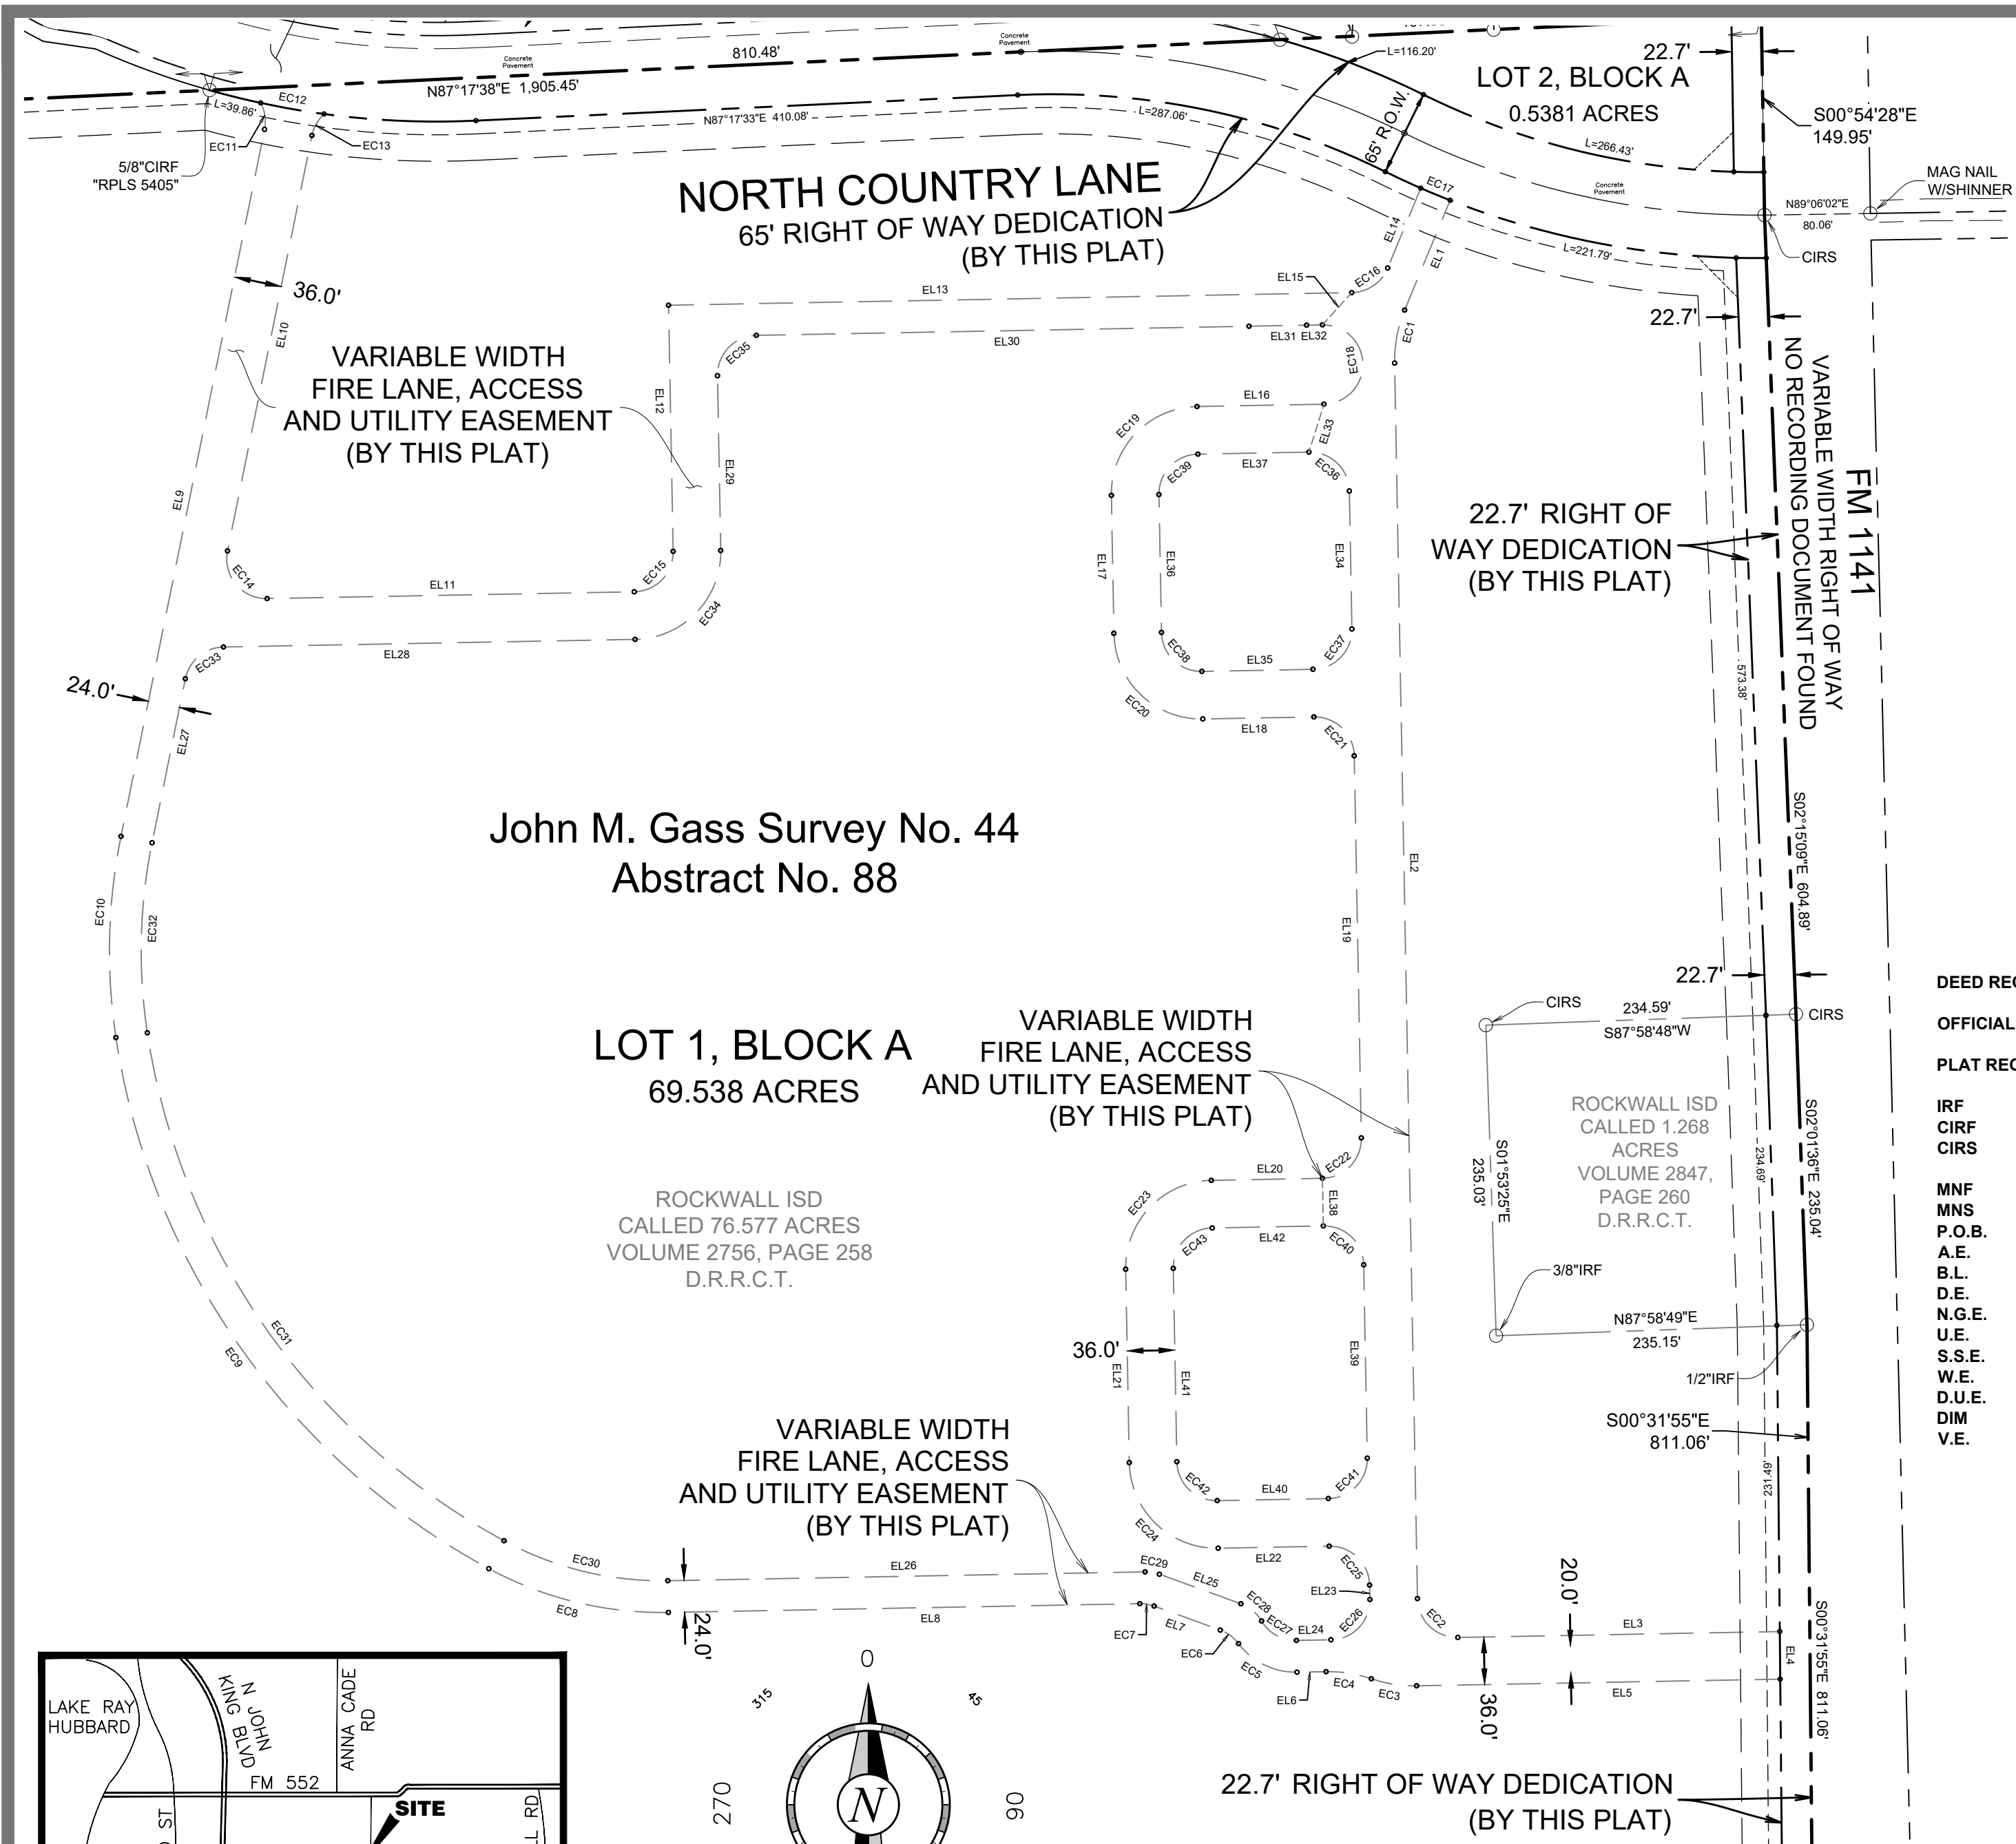 Concrete
Pavement
810.48'
N87°17'38"E 1,905.45'
Concrete
Pavement
L=116.20'
22.7'
LOT 2, BLOCK A
0.5381 ACRES
S00°54'28"E
149.95'
L=39.86'
EC12
EC11
EC13
5/8"CIRF
"RPLS 5405"
N87°17'33"E 410.08'
L=287.06'
65' R.O.W.
L=266.43'
Concrete
Pavement
MAG NAIL
W/SHINNER
N89°06'02"E
80.06'
CIRS
NORTH COUNTRY LANE
65' RIGHT OF WAY DEDICATION
(BY THIS PLAT)
EC17
EL14
EL1
L=221.79'
EL15
EC16
EL13
36.0'
EL10
22.7'
VARIABLE WIDTH
FIRE LANE, ACCESS
AND UTILITY EASEMENT
(BY THIS PLAT)
EC35
EL30
EL31
EL32
EC1
EC18
EL12
EL29
EL16
EC19
EL33
EC39
EL37
EC36
EL9
VARIABLE WIDTH RIGHT OF WAY
NO RECORDING DOCUMENT FOUND
FM 1141
22.7' RIGHT OF
WAY DEDICATION
(BY THIS PLAT)
EL17
EL36
EL34
EC14
EL11
EC15
EC34
EC33
EL28
EC38
EL35
EC37
24.0'
EL27
EC20
EL18
EC21
573.38'
John M. Gass Survey No. 44
Abstract No. 88
S02°15'09"E 604.89'
EL2
EC10
EC32
EL19
LOT 1, BLOCK A
69.538 ACRES
VARIABLE WIDTH
FIRE LANE, ACCESS
AND UTILITY EASEMENT
(BY THIS PLAT)
22.7'
CIRS
234.59'
S87°58'48"W
CIRS
DEED REC
OFFICIAL
PLAT REC
IRF
CIRF
CIRS
MNF
MNS
P.O.B.
A.E.
B.L.
D.E.
N.G.E.
U.E.
S.S.E.
W.E.
D.U.E.
DIM
V.E.
ROCKWALL ISD
CALLED 1.268
ACRES
VOLUME 2847,
PAGE 260
D.R.R.C.T.
S01°53'25"E
235.03'
234.69'
S02°01'36"E 235.04'
EC22
EL20
EC23
EL38
EC43
EL42
EC40
ROCKWALL ISD
CALLED 76.577 ACRES
VOLUME 2756, PAGE 258
D.R.R.C.T.
3/8"IRF
N87°58'49"E
235.15'
1/2"IRF
S00°31'55"E
811.06'
EC31
EC9
36.0'
EL21
EL41
EL39
VARIABLE WIDTH
FIRE LANE, ACCESS
AND UTILITY EASEMENT
(BY THIS PLAT)
EC42
EL40
EC41
231.49'
EC24
EL22
EC25
EC30
EL26
EC29
EL25
EL23
EC28
EC27
EL24
EC26
EC2
20.0'
EL3
EL4
S00°31'55"E 811.06'
EC8
24.0'
EL8
EC7
EL7
EC6
EC5
EL6
EC4
EC3
36.0'
EL5
0
315
45
270
90
N
LAKE RAY
HUBBARD
N JOHN
KING BLVD
ANNA CADE
RD
FM 552
SITE
ST
LL RD
22.7' RIGHT OF WAY DEDICATION
(BY THIS PLAT)